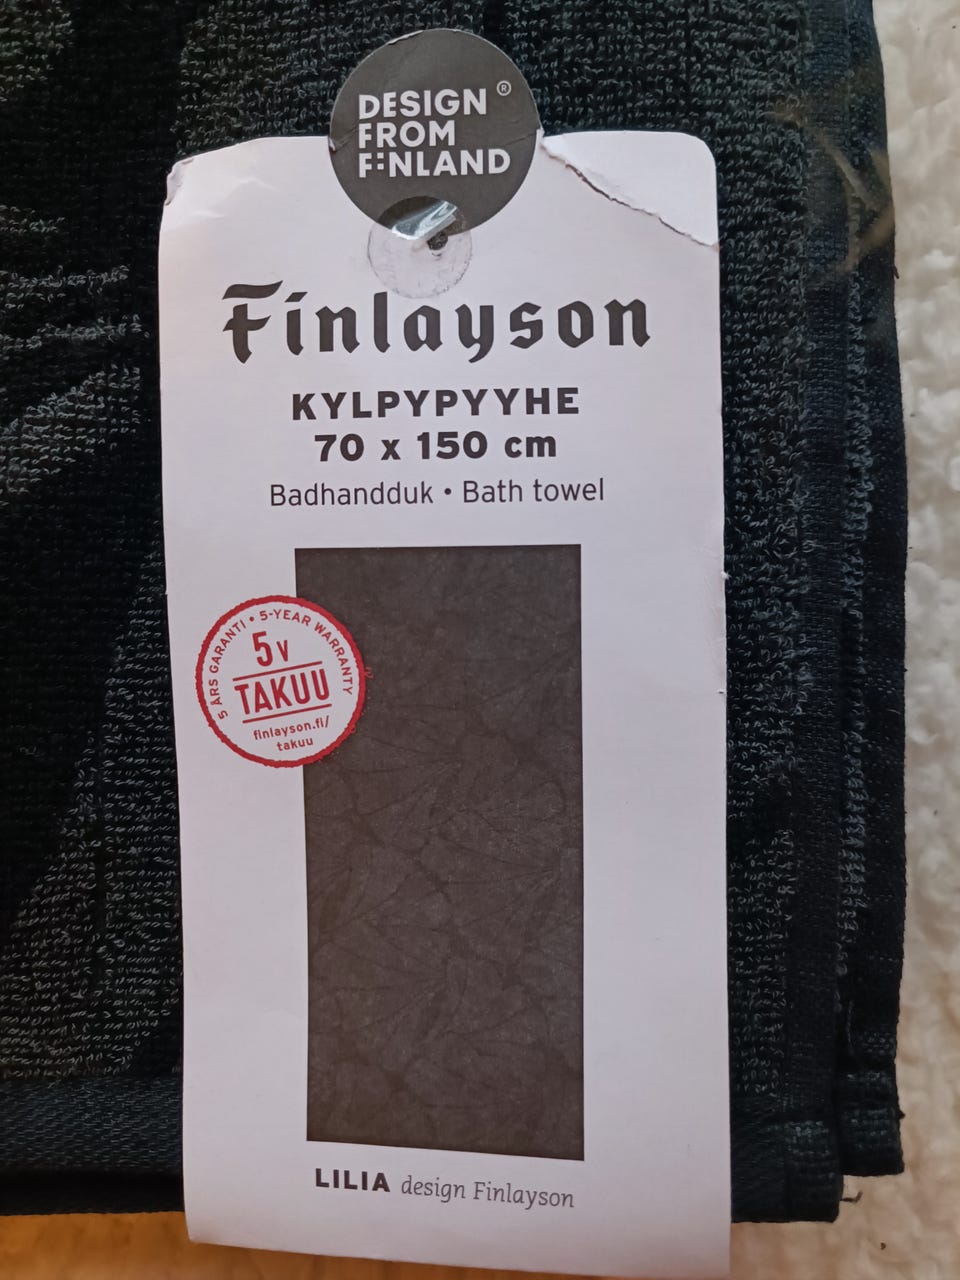 DESIGN ®
FROM
FINLAND
Finlayson
KYLPYPYYHE
70 x 150 cm
Badhandduk • Bath towel
5 ÅRS GARANTI • 5-YEAR WARRANTY
5V
TAKUU
finlayson.fi/
takuu
LILIA design Finlayson